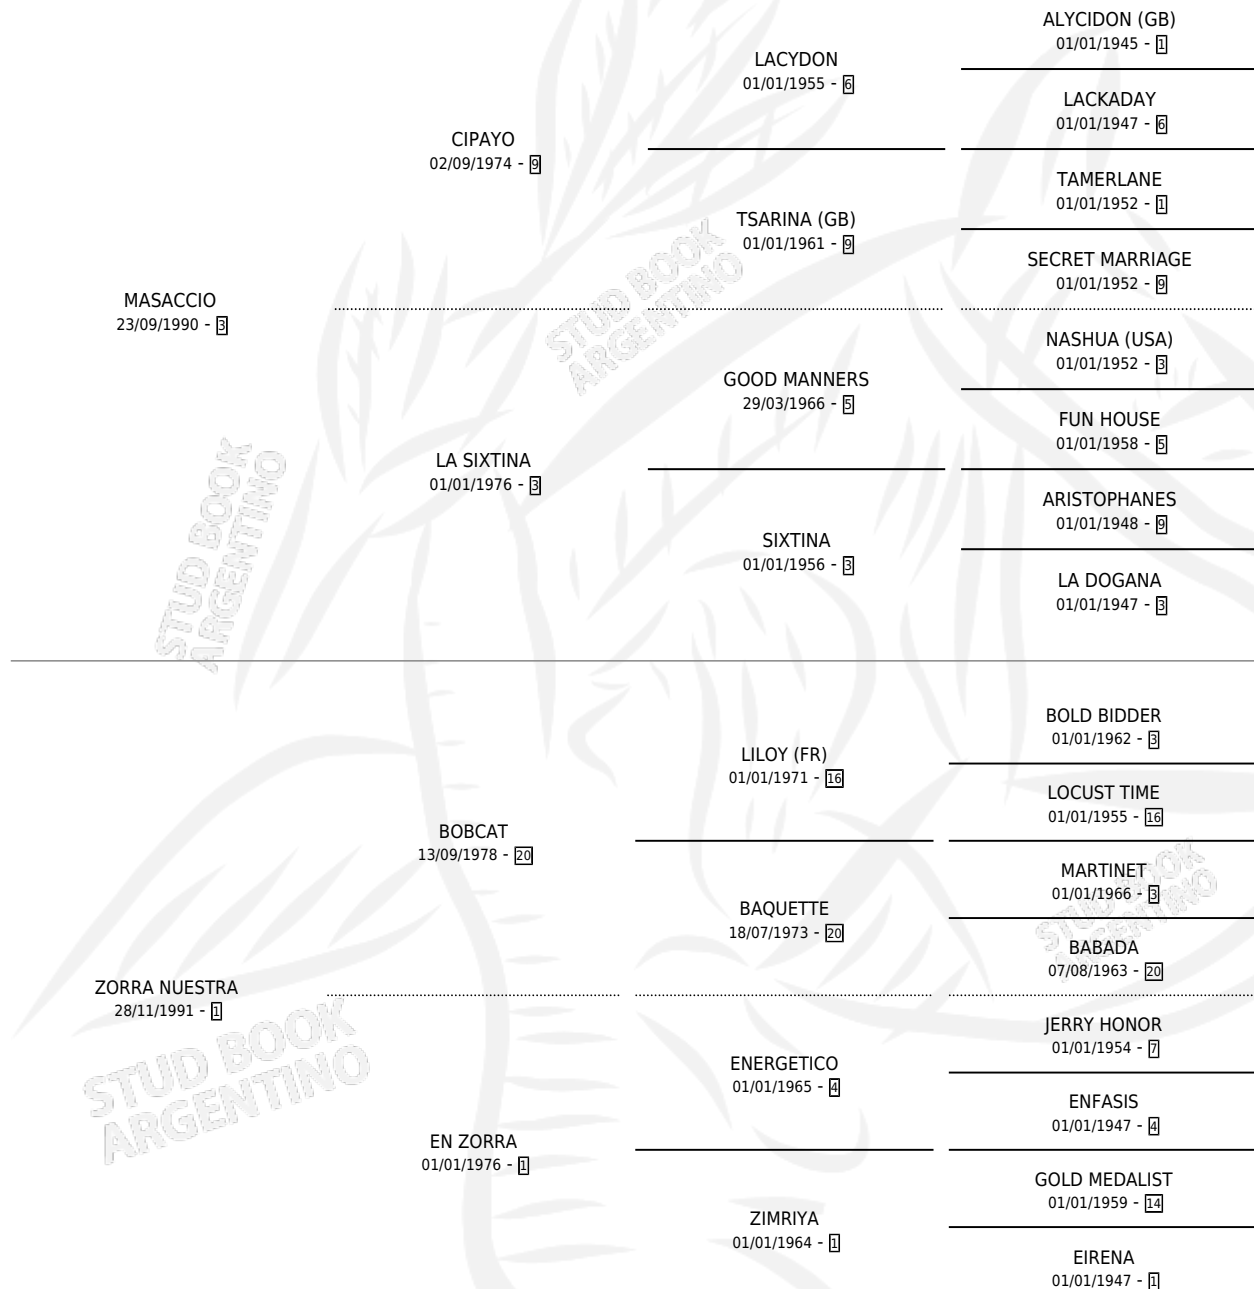 MASACCIO
23/09/1990 - 3
CIPAYO
02/09/1974 - 9
LA SIXTINA
01/01/1976 - 3
LACYDON
01/01/1955 - 6
TSARINA (GB)
01/01/1961 - 9
GOOD MANNERS
29/03/1966 - 5
SIXTINA
01/01/1956 - 3
ALYCIDON (GB)
01/01/1945 - 1
LACKADAY
01/01/1947 - 6
TAMERLANE
01/01/1952 - 1
SECRET MARRIAGE
01/01/1952 - 9
NASHUA (USA)
01/01/1952 - 3
FUN HOUSE
01/01/1958 - 5
ARISTOPHANES
01/01/1948 - 9
LA DOGANA
01/01/1947 - 3
ZORRA NUESTRA
28/11/1991 - 1
BOBCAT
13/09/1978 - 20
EN ZORRA
01/01/1976 - 1
LILOY (FR)
01/01/1971 - 16
BAQUETTE
18/07/1973 - 20
ENERGETICO
01/01/1965 - 4
ZIMRIYA
01/01/1964 - 1
BOLD BIDDER
01/01/1962 - 3
LOCUST TIME
01/01/1955 - 16
MARTINET
01/01/1966 - 3
BABADA
07/08/1963 - 20
JERRY HONOR
01/01/1954 - 7
ENFASIS
01/01/1947 - 4
GOLD MEDALIST
01/01/1959 - 14
EIRENA
01/01/1947 - 1
STUD BOOK
ARGENTINO
STUD BOOK
ARGENTINO
STUD BOOK
ARGENTINO
STUD BOOK
ARGENTINO